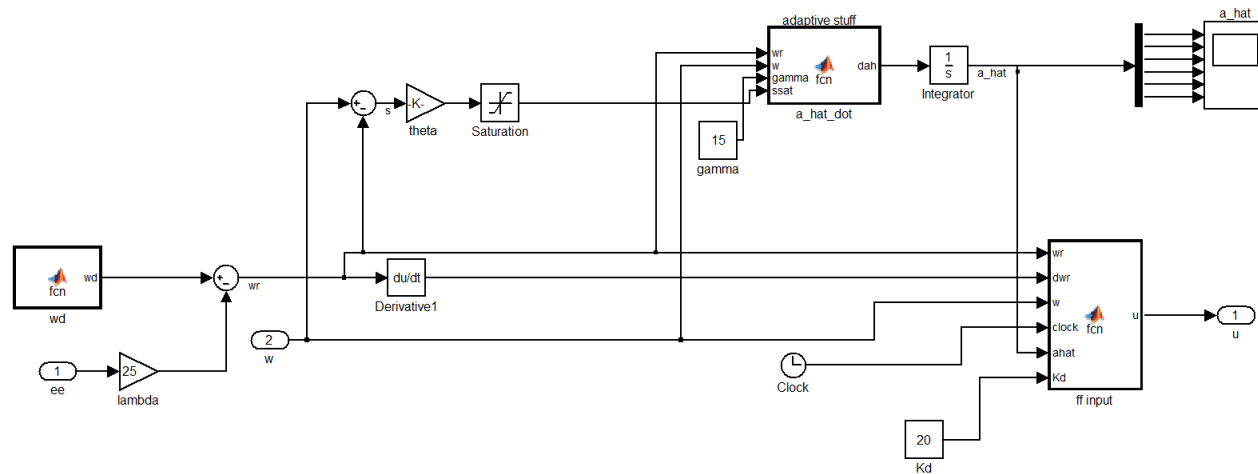 adaptive stuff
a_hat
wr
w
gamma
ssat
fcn
dah
1
s
a_hat
Integrator
a_hat_dot
+
-
s
-K-
theta
Saturation
15
gamma
fcn
wd
wd
+
-
wr
du/dt
Derivative1
2
w
1
ee
25
lambda
Clock
20
Kd
wr
dwr
w
clock
ahat
Kd
fcn
u
ff input
1
u